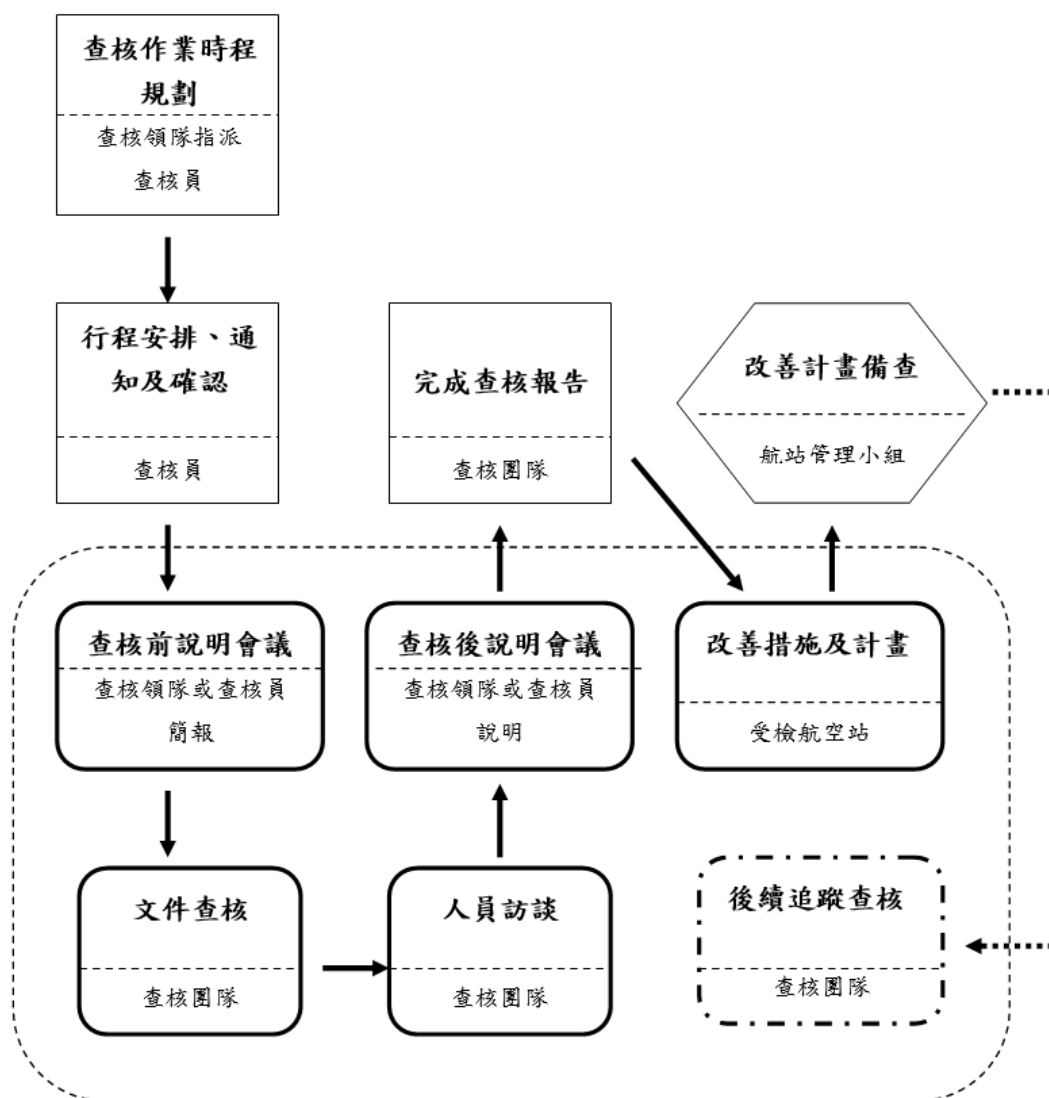 查核作業時程
規劃
查核領隊指派
查核員
行程安排、通
知及確認
查核員
完成查核報告
查核團隊
改善計畫備查
航站管理小組
查核前說明會議
查核領隊或查核員
簡報
查核後說明會議
查核領隊或查核員
說明
改善措施及計畫
受檢航空站
文件查核
查核團隊
人員訪談
查核團隊
後續追蹤查核
查核團隊